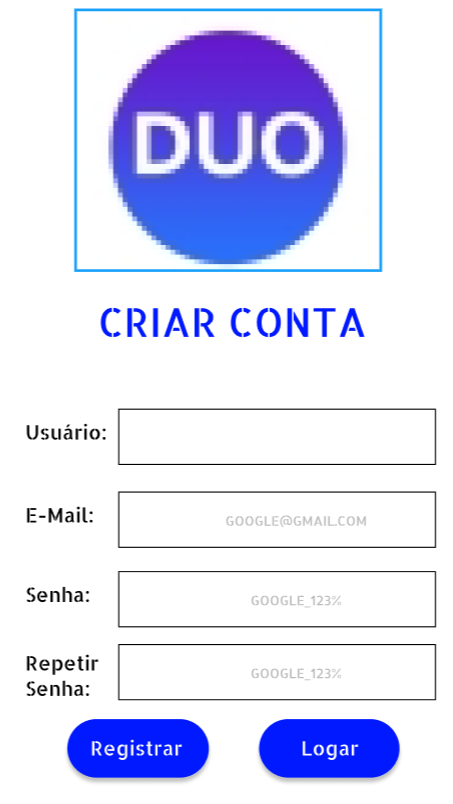 DUO
CRIAR CONTA
Usuário:
E-Mail:
GOOGLE@GMAIL.COM
Senha:
GOOGLE_123%
Repetir
Senha:
GOOGLE_123%
Registrar
Logar